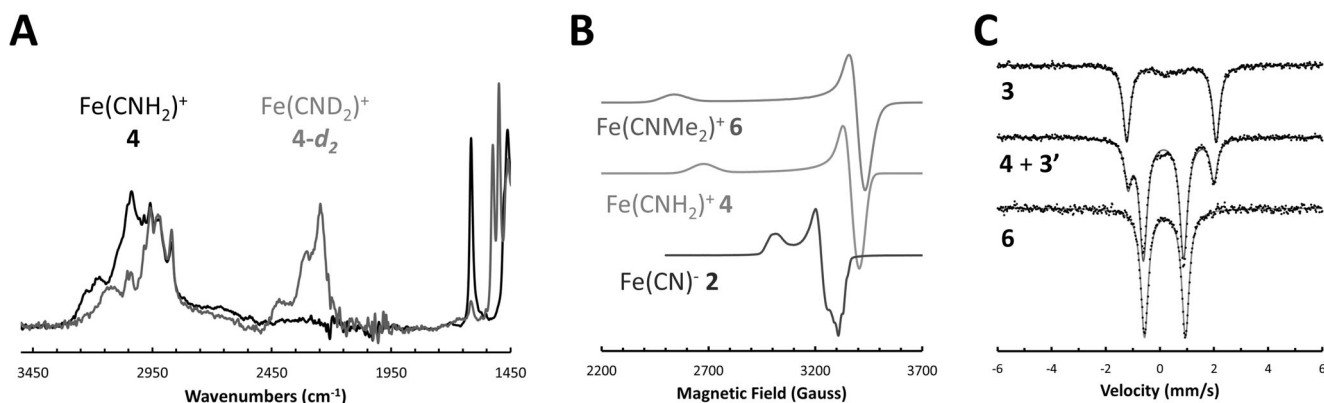 A
Fe(CNH₂)⁺
4
Fe(CND₂)⁺
4-d₂
3450 2950 2450 1950 1450
Wavenumbers (cm⁻¹)
B
Fe(CNMe₂)⁺ 6
Fe(CNH₂)⁺ 4
Fe(CN)⁻ 2
2200 2700 3200 3700
Magnetic Field (Gauss)
C
3
4 + 3’
6
-6 -4 -2 0 2 4 6
Velocity (mm/s)